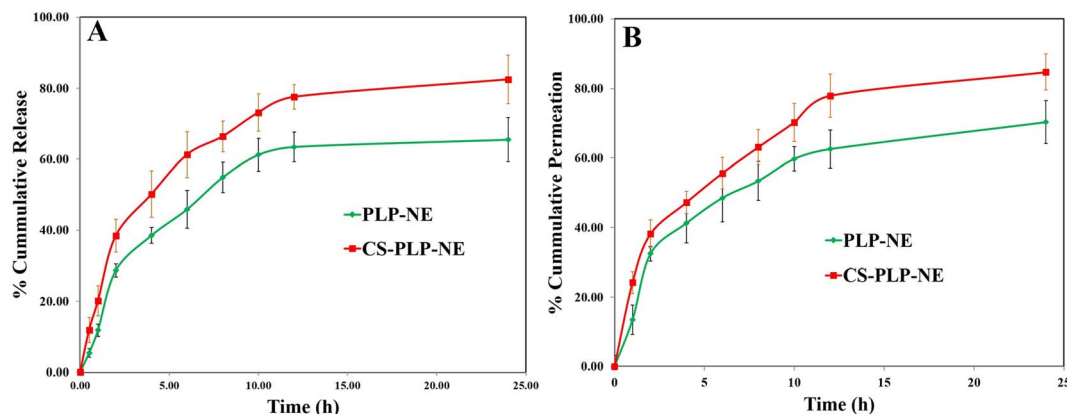 A
% Cummulative Release
100.00
80.00
60.00
40.00
20.00
0.00
PLP-NE
CS-PLP-NE
0.00 5.00 10.00 15.00 20.00 25.00
Time (h)
B
% Cummulative Permeation
100.00
80.00
60.00
40.00
20.00
0.00
PLP-NE
CS-PLP-NE
0 5 10 15 20 25
Time (h)